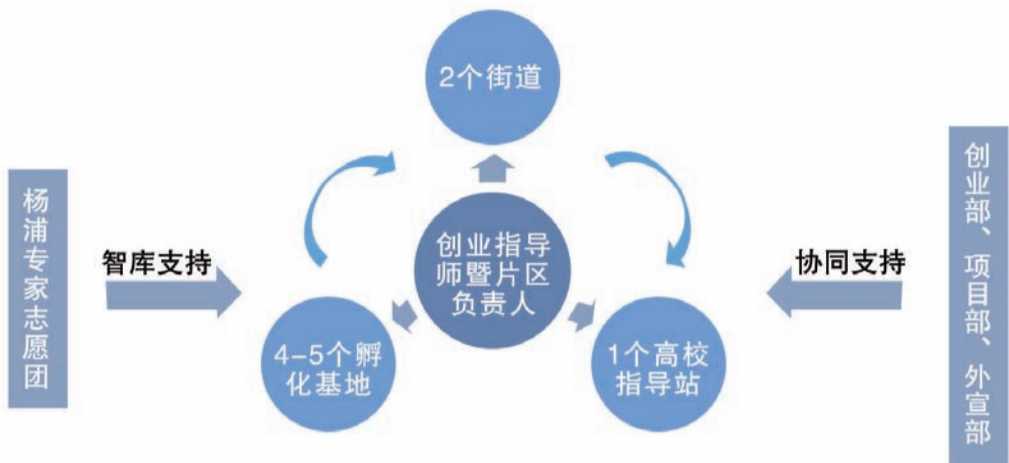 2个街道
杨浦专家志愿团
智库支持
创业指导
师暨片区
负责人
协同支持
创业部、项目部、外宣部
4-5个孵
化基地
1个高校
指导站